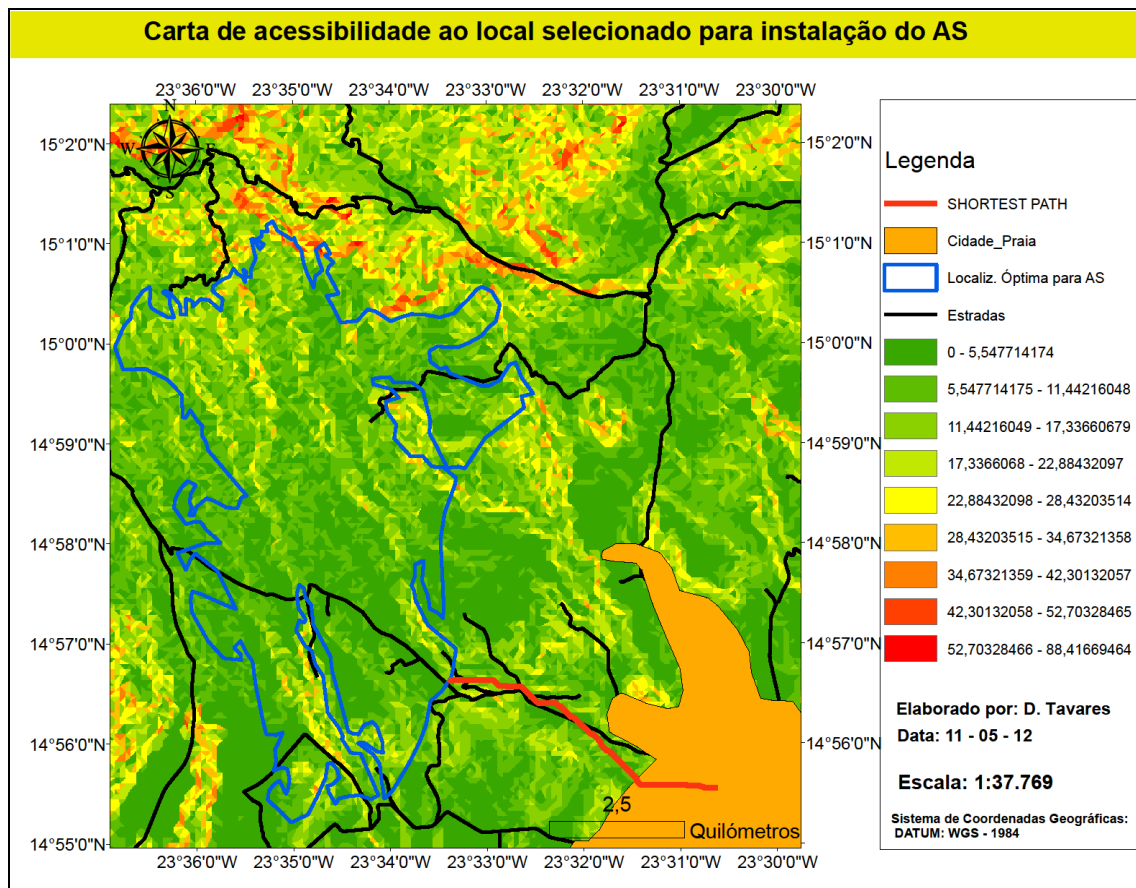 Carta de acessibilidade ao local selecionado para instalação do AS
23°36'0"W 23°35'0"W 23°34'0"W 23°33'0"W 23°32'0"W 23°31'0"W 23°30'0"W
N
W E
S
15°2'0"N 15°2'0"N
15°1'0"N 15°1'0"N
15°0'0"N 15°0'0"N
14°59'0"N 14°59'0"N
14°58'0"N 14°58'0"N
14°57'0"N 14°57'0"N
14°56'0"N 14°56'0"N
14°55'0"N 14°55'0"N
2,5
Quilómetros
23°36'0"W 23°35'0"W 23°34'0"W 23°33'0"W 23°32'0"W 23°31'0"W 23°30'0"W
Legenda
SHORTEST PATH
Cidade_Praia
Localiz. Óptima para AS
Estradas
0 - 5,547714174
5,547714175 - 11,44216048
11,44216049 - 17,33660679
17,3366068 - 22,88432097
22,88432098 - 28,43203514
28,43203515 - 34,67321358
34,67321359 - 42,30132057
42,30132058 - 52,70328465
52,70328466 - 88,41669464
Elaborado por: D. Tavares
Data: 11 - 05 - 12
Escala: 1:37.769
Sistema de Coordenadas Geográficas:
DATUM: WGS - 1984